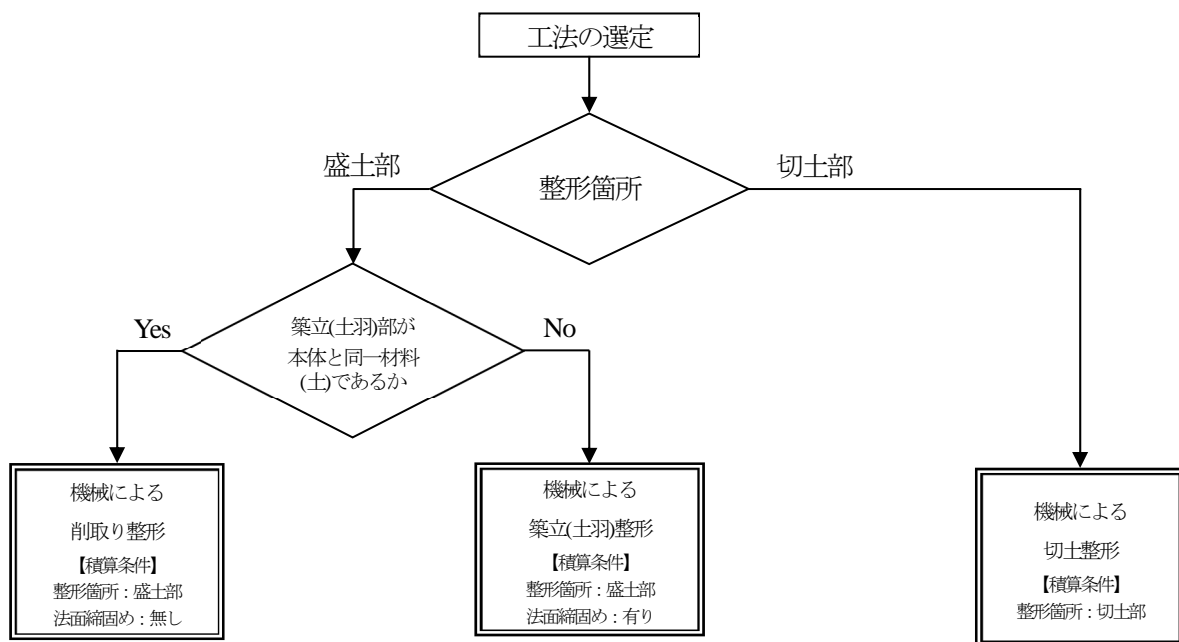 工法の選定
盛土部
切土部
整形箇所
Yes
No
築立(土羽)部が
本体と同一材料
(土)であるか
機械による
削取り整形
【積算条件】
整形箇所：盛土部
法面締固め：無し
機械による
築立(土羽)整形
【積算条件】
整形箇所：盛土部
法面締固め：有り
機械による
切土整形
【積算条件】
整形箇所：切土部